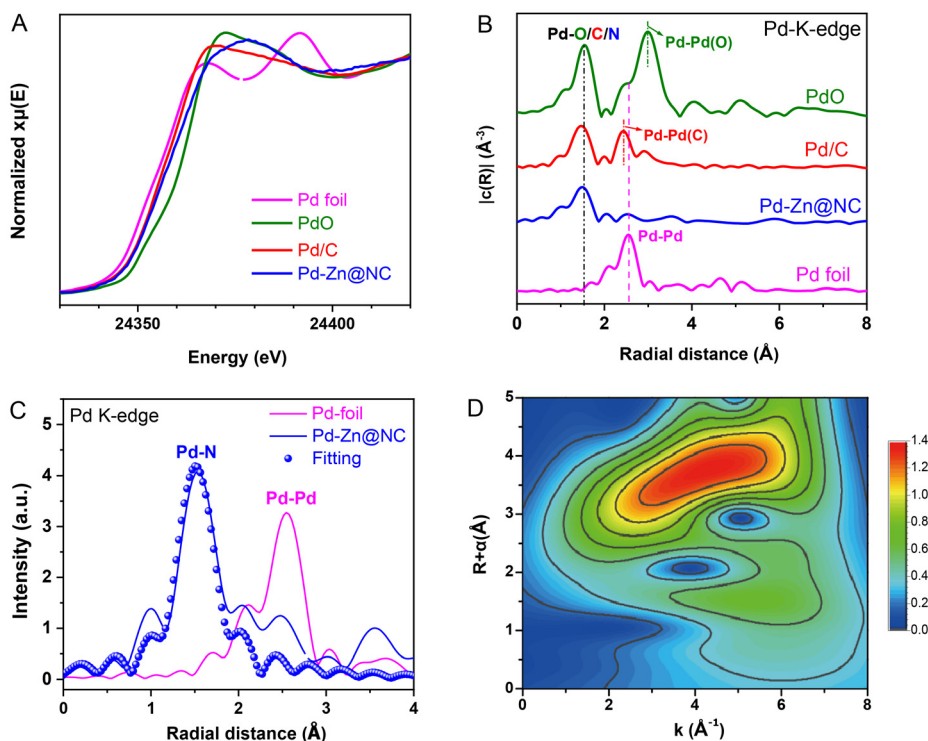 A
Normalized xμ(E)
Pd foil
PdO
Pd/C
Pd-Zn@NC
24350
24400
Energy (eV)
B
Pd-K-edge
|c(R)| (Å⁻³)
Pd-O/C/N
Pd-Pd(O)
PdO
Pd-Pd(C)
Pd/C
Pd-Zn@NC
Pd-Pd
Pd foil
0 2 4 6 8
Radial distance (Å)
C
Pd K-edge
Pd-foil
Pd-Zn@NC
Fitting
Pd-N
Pd-Pd
Intensity (a.u.)
5
4
3
2
1
0
0 1 2 3 4
Radial distance (Å)
D
R+α(Å)
5
4
3
2
1
0
0 2 4 6 8
k (Å⁻¹)
1.4
1.2
1.0
0.8
0.6
0.4
0.2
0.0